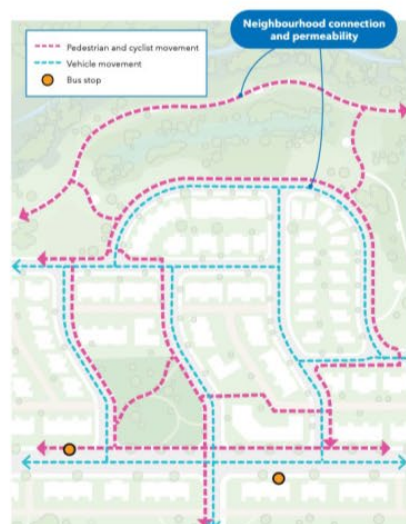 Neighbourhood connection
and permeability
Pedestrian and cyclist movement
Vehicle movement
Bus stop